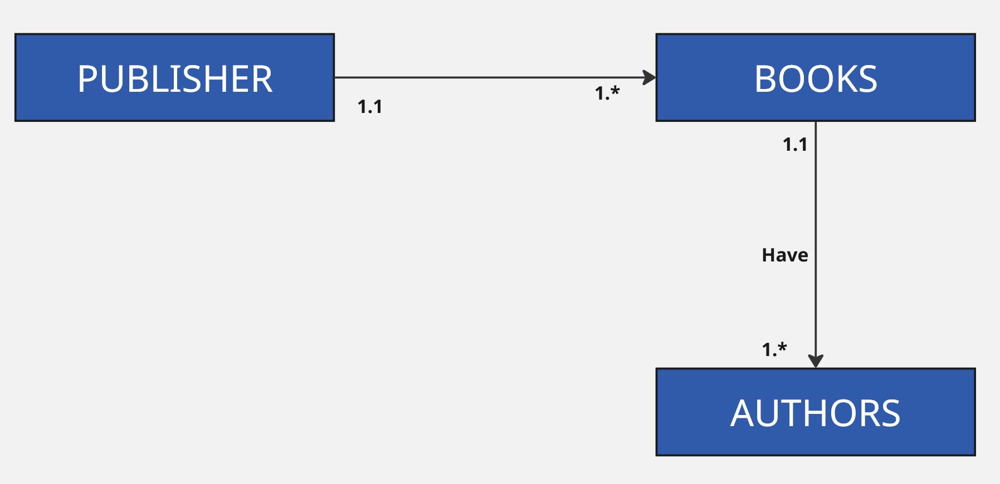 PUBLISHER
BOOKS
1.1
1.*
1.1
Have
1.*
AUTHORS